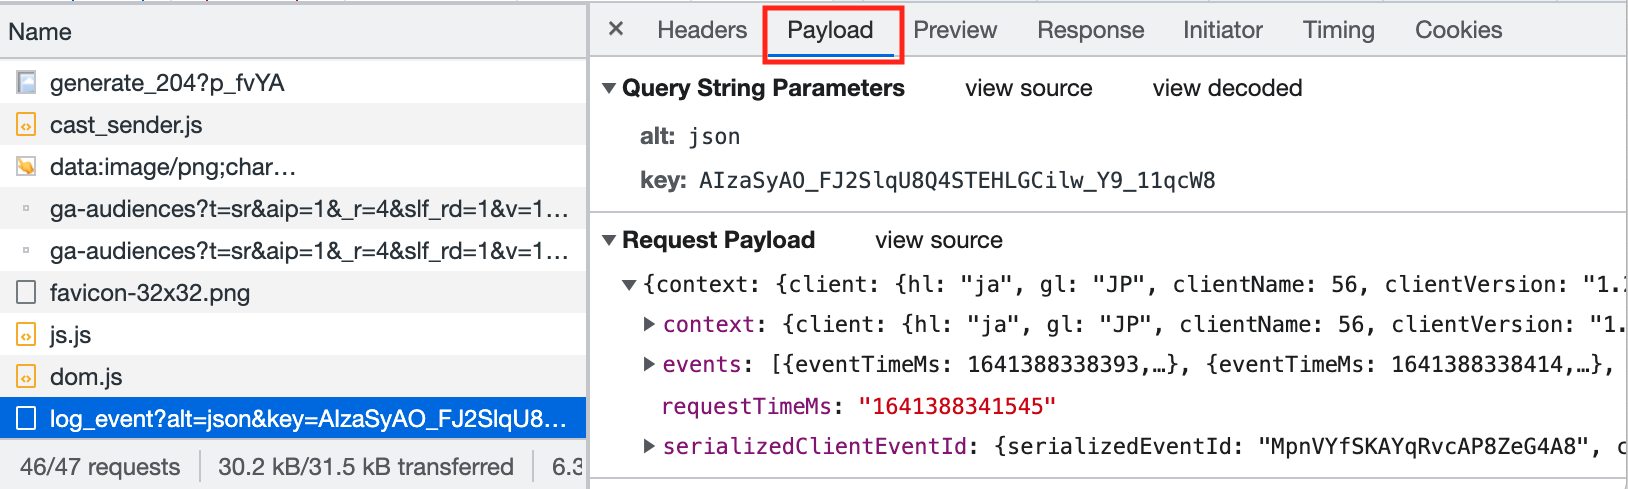 Name
generate_204?p_fvYA
cast_sender.js
data:image/png;char…
ga-audiences?t=sr&aip=1&_r=4&slf_rd=1&v=1…
ga-audiences?t=sr&aip=1&_r=4&slf_rd=1&v=1…
favicon-32x32.png
js.js
dom.js
log_event?alt=json&key=AIzaSyAO_FJ2SlqU8…
46/47 requests 30.2 kB/31.5 kB transferred 6.3
× Headers Payload Preview Response Initiator Timing Cookies
Query String Parameters view source view decoded
alt: json
key: AIzaSyAO_FJ2SlqU8Q4STEHLGCilw_Y9_11qcW8
Request Payload view source
{context: {client: {hl: "ja", gl: "JP", clientName: 56, clientVersion: "1.
context: {client: {hl: "ja", gl: "JP", clientName: 56, clientVersion: "1.
events: [{eventTimeMs: 1641388338393,…}, {eventTimeMs: 1641388338414,…},
requestTimeMs: "1641388341545"
serializedClientEventId: {serializedEventId: "MpnVYfSKAYqRvcAP8ZeG4A8", c